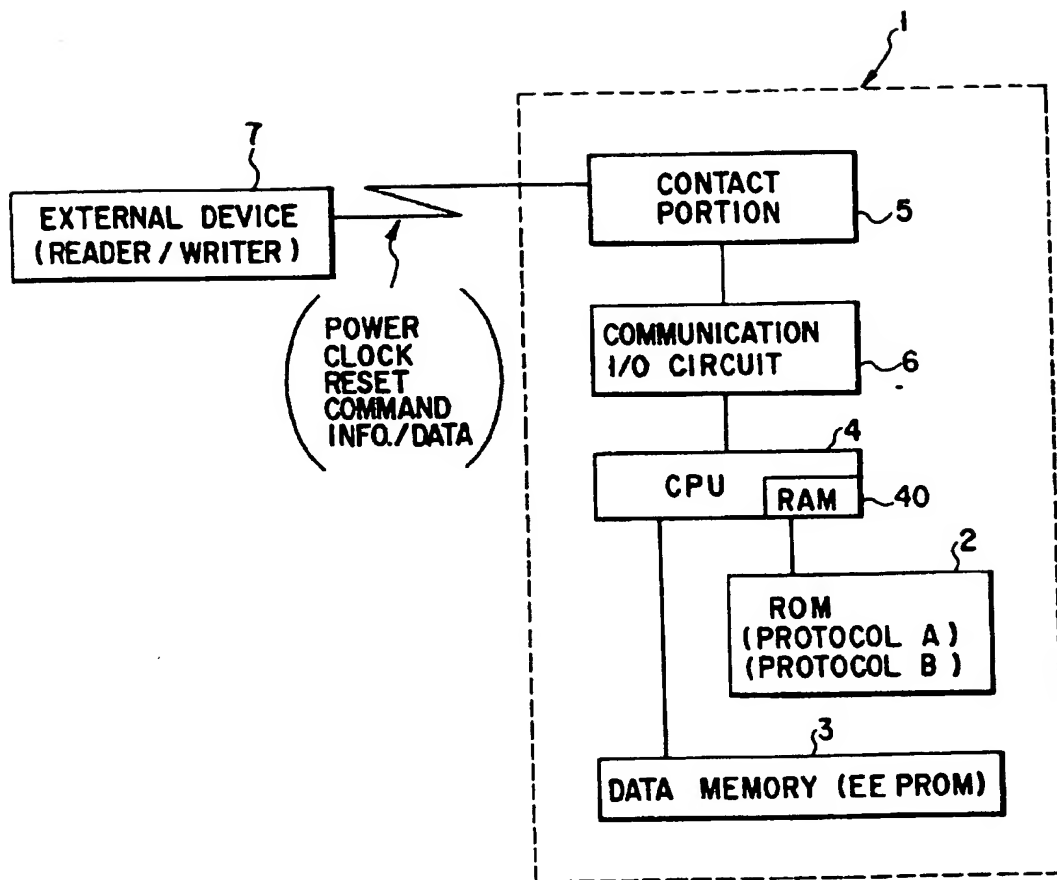 1
7
EXTERNAL DEVICE
(READER / WRITER)
CONTACT
PORTION
5
POWER
CLOCK
RESET
COMMAND
INFO./DATA
COMMUNICATION
I/O CIRCUIT
6
4
CPU
RAM
40
2
ROM
(PROTOCOL A)
(PROTOCOL B)
3
DATA MEMORY (EE PROM)